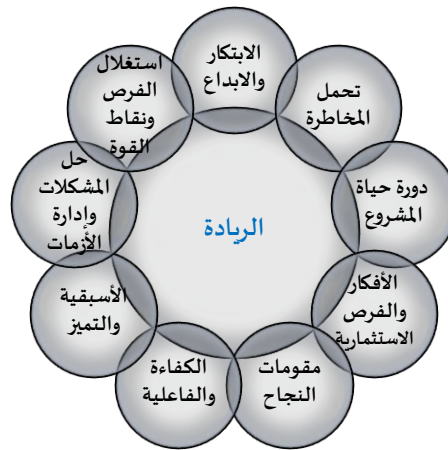 الابتكار
والابداع
تحمل
المخاطرة
دورة حياة
المشروع
الأفكار
والفرص
الاستثمارية
مقومات
النجاح
الكفاءة
والفاعلية
الأسبقية
والتميز
حل
المشكلات
وإدارة
الأزمات
استغلال
الفرص
ونقاط
القوة
الريادة